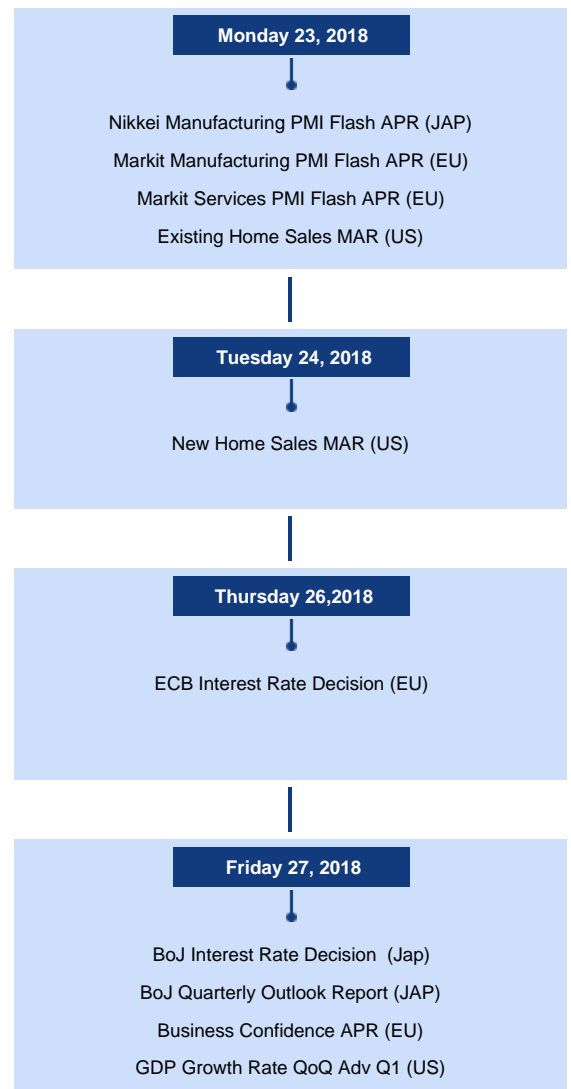 Monday 23, 2018
Nikkei Manufacturing PMI Flash APR (JAP)
Markit Manufacturing PMI Flash APR (EU)
Markit Services PMI Flash APR (EU)
Existing Home Sales MAR (US)
Tuesday 24, 2018
New Home Sales MAR (US)
Thursday 26,2018
ECB Interest Rate Decision (EU)
Friday 27, 2018
BoJ Interest Rate Decision  (Jap)
BoJ Quarterly Outlook Report (JAP)
Business Confidence APR (EU)
GDP Growth Rate QoQ Adv Q1 (US)